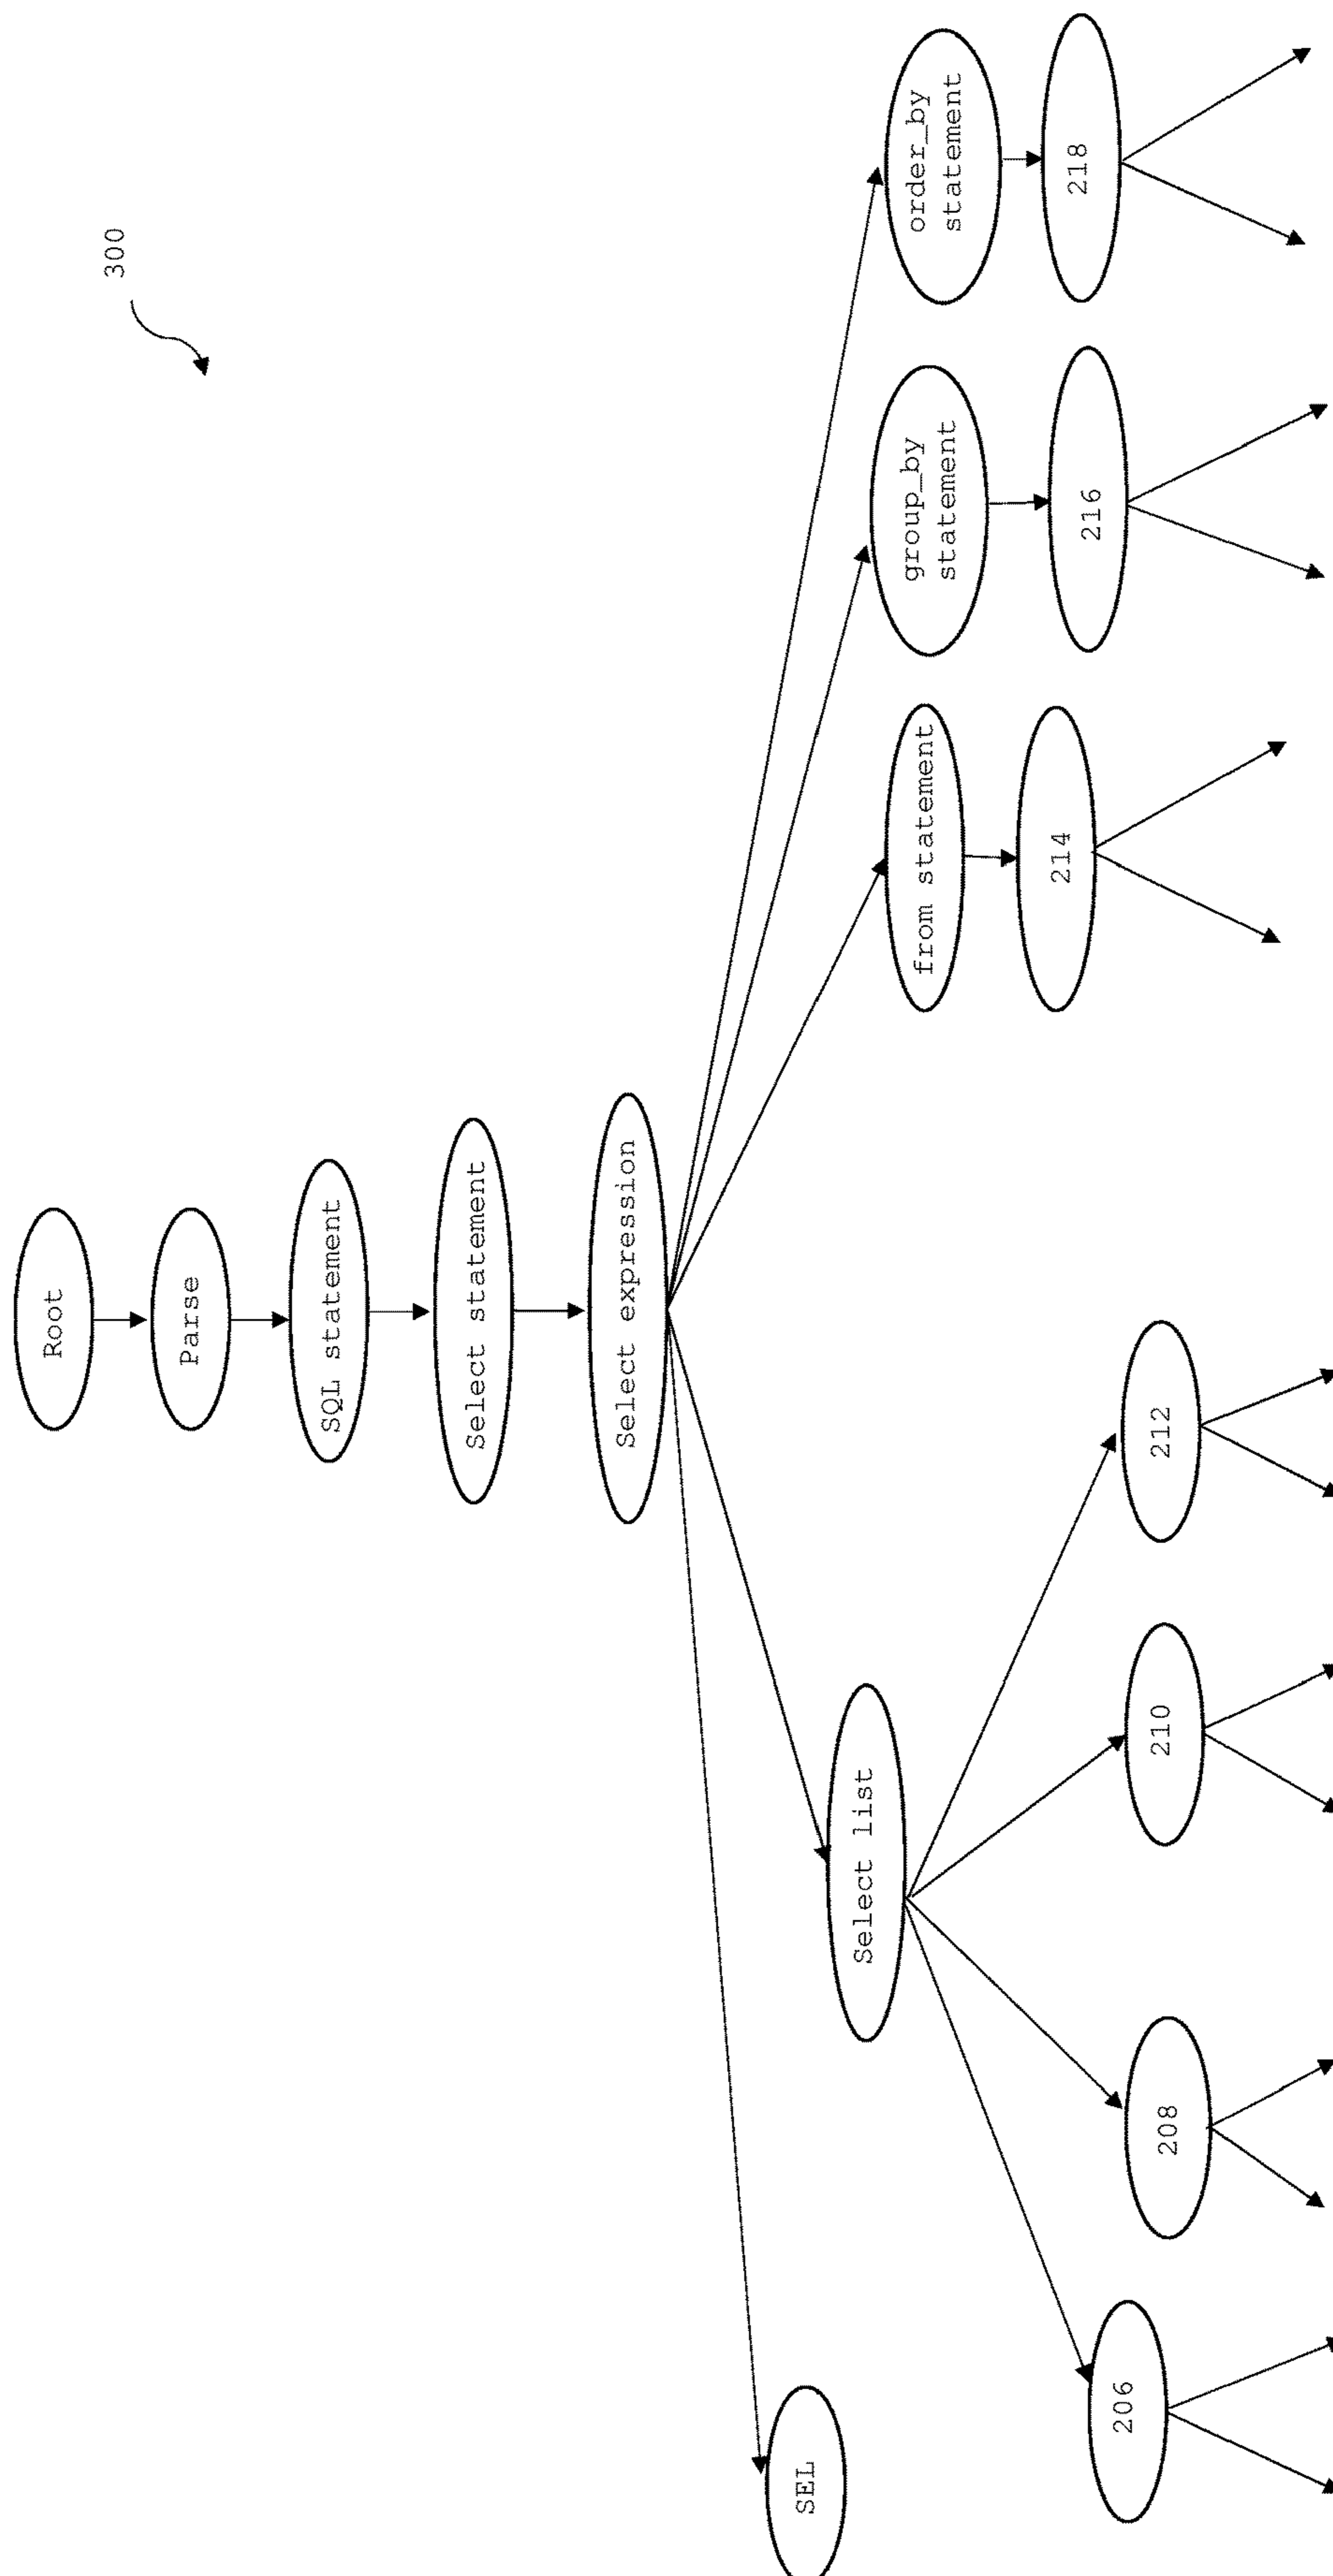 300
Root
Parse
SQL statement
Select statement
Select expression
SEL
Select list
from statement
group_by
statement
order_by
statement
206
208
210
212
214
216
218